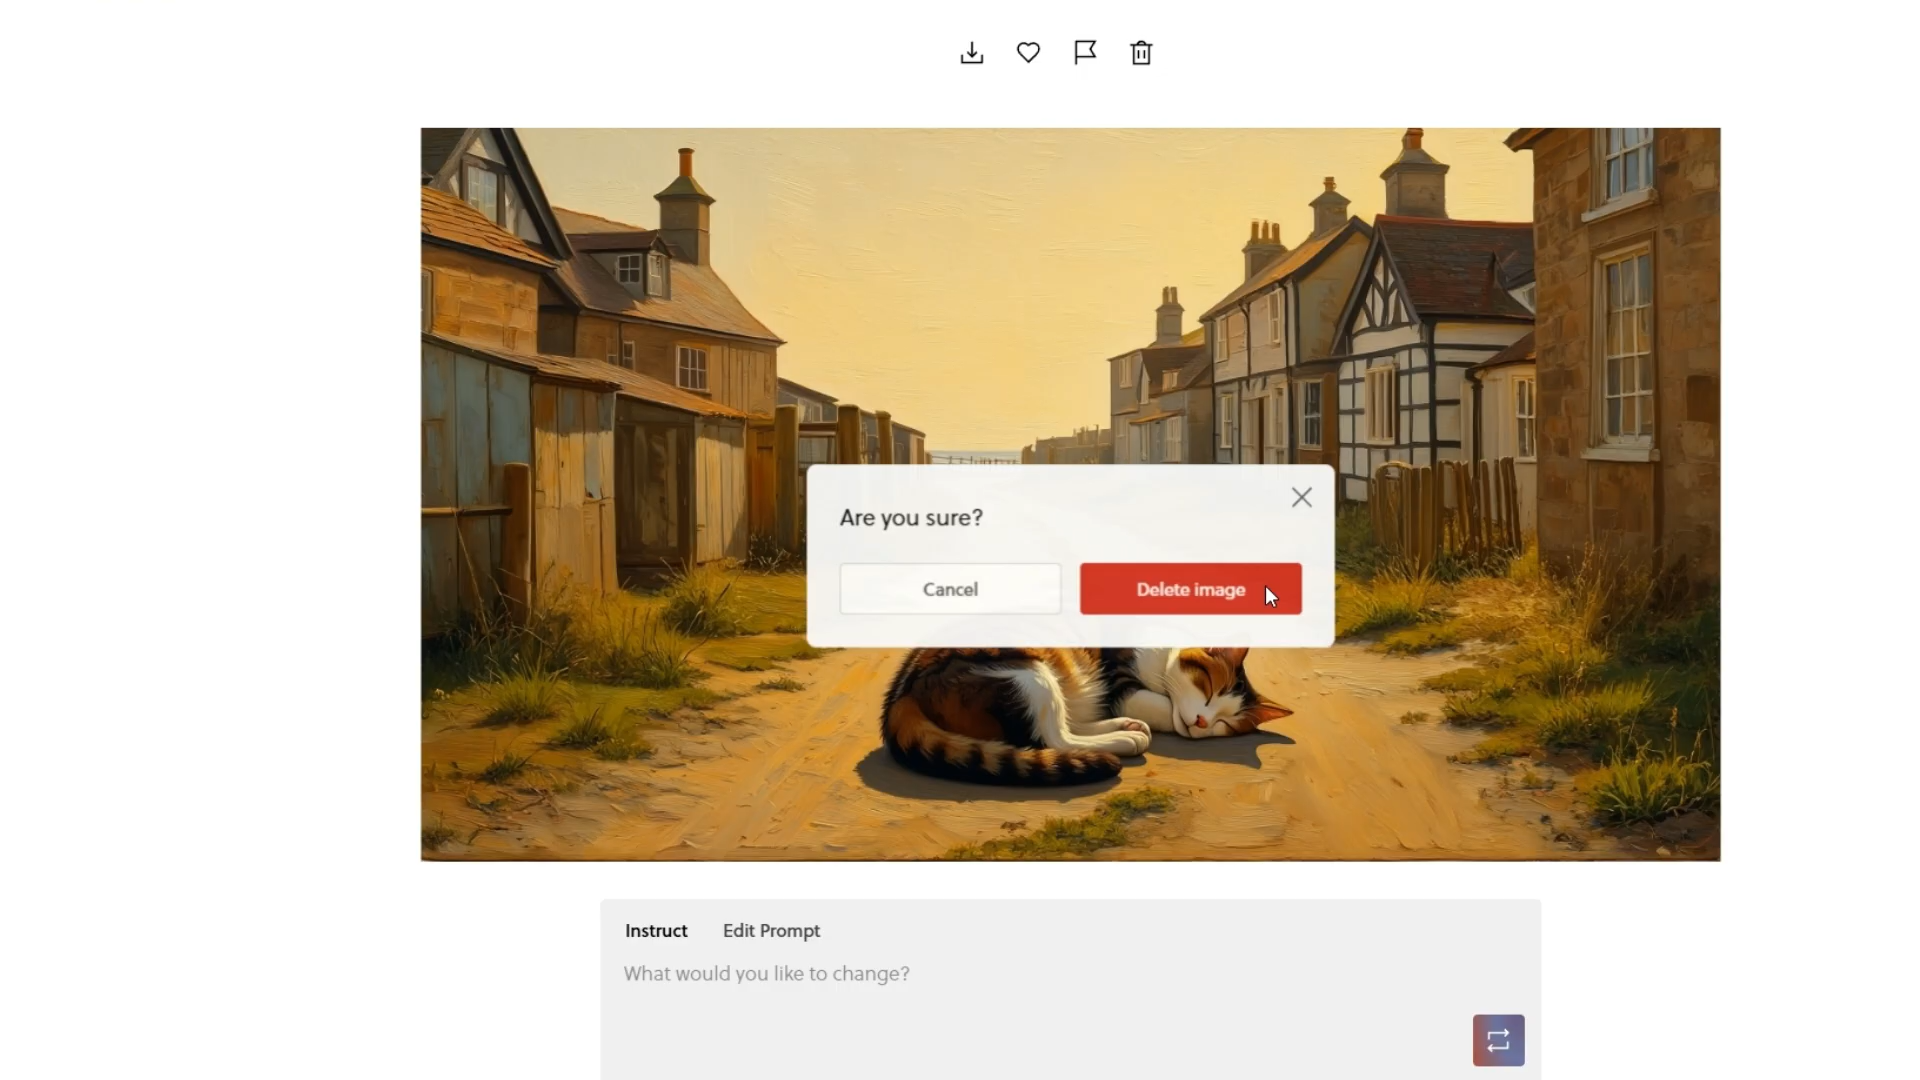 Are you sure?
Cancel
Delete image
Instruct
Edit Prompt
What would you like to change?